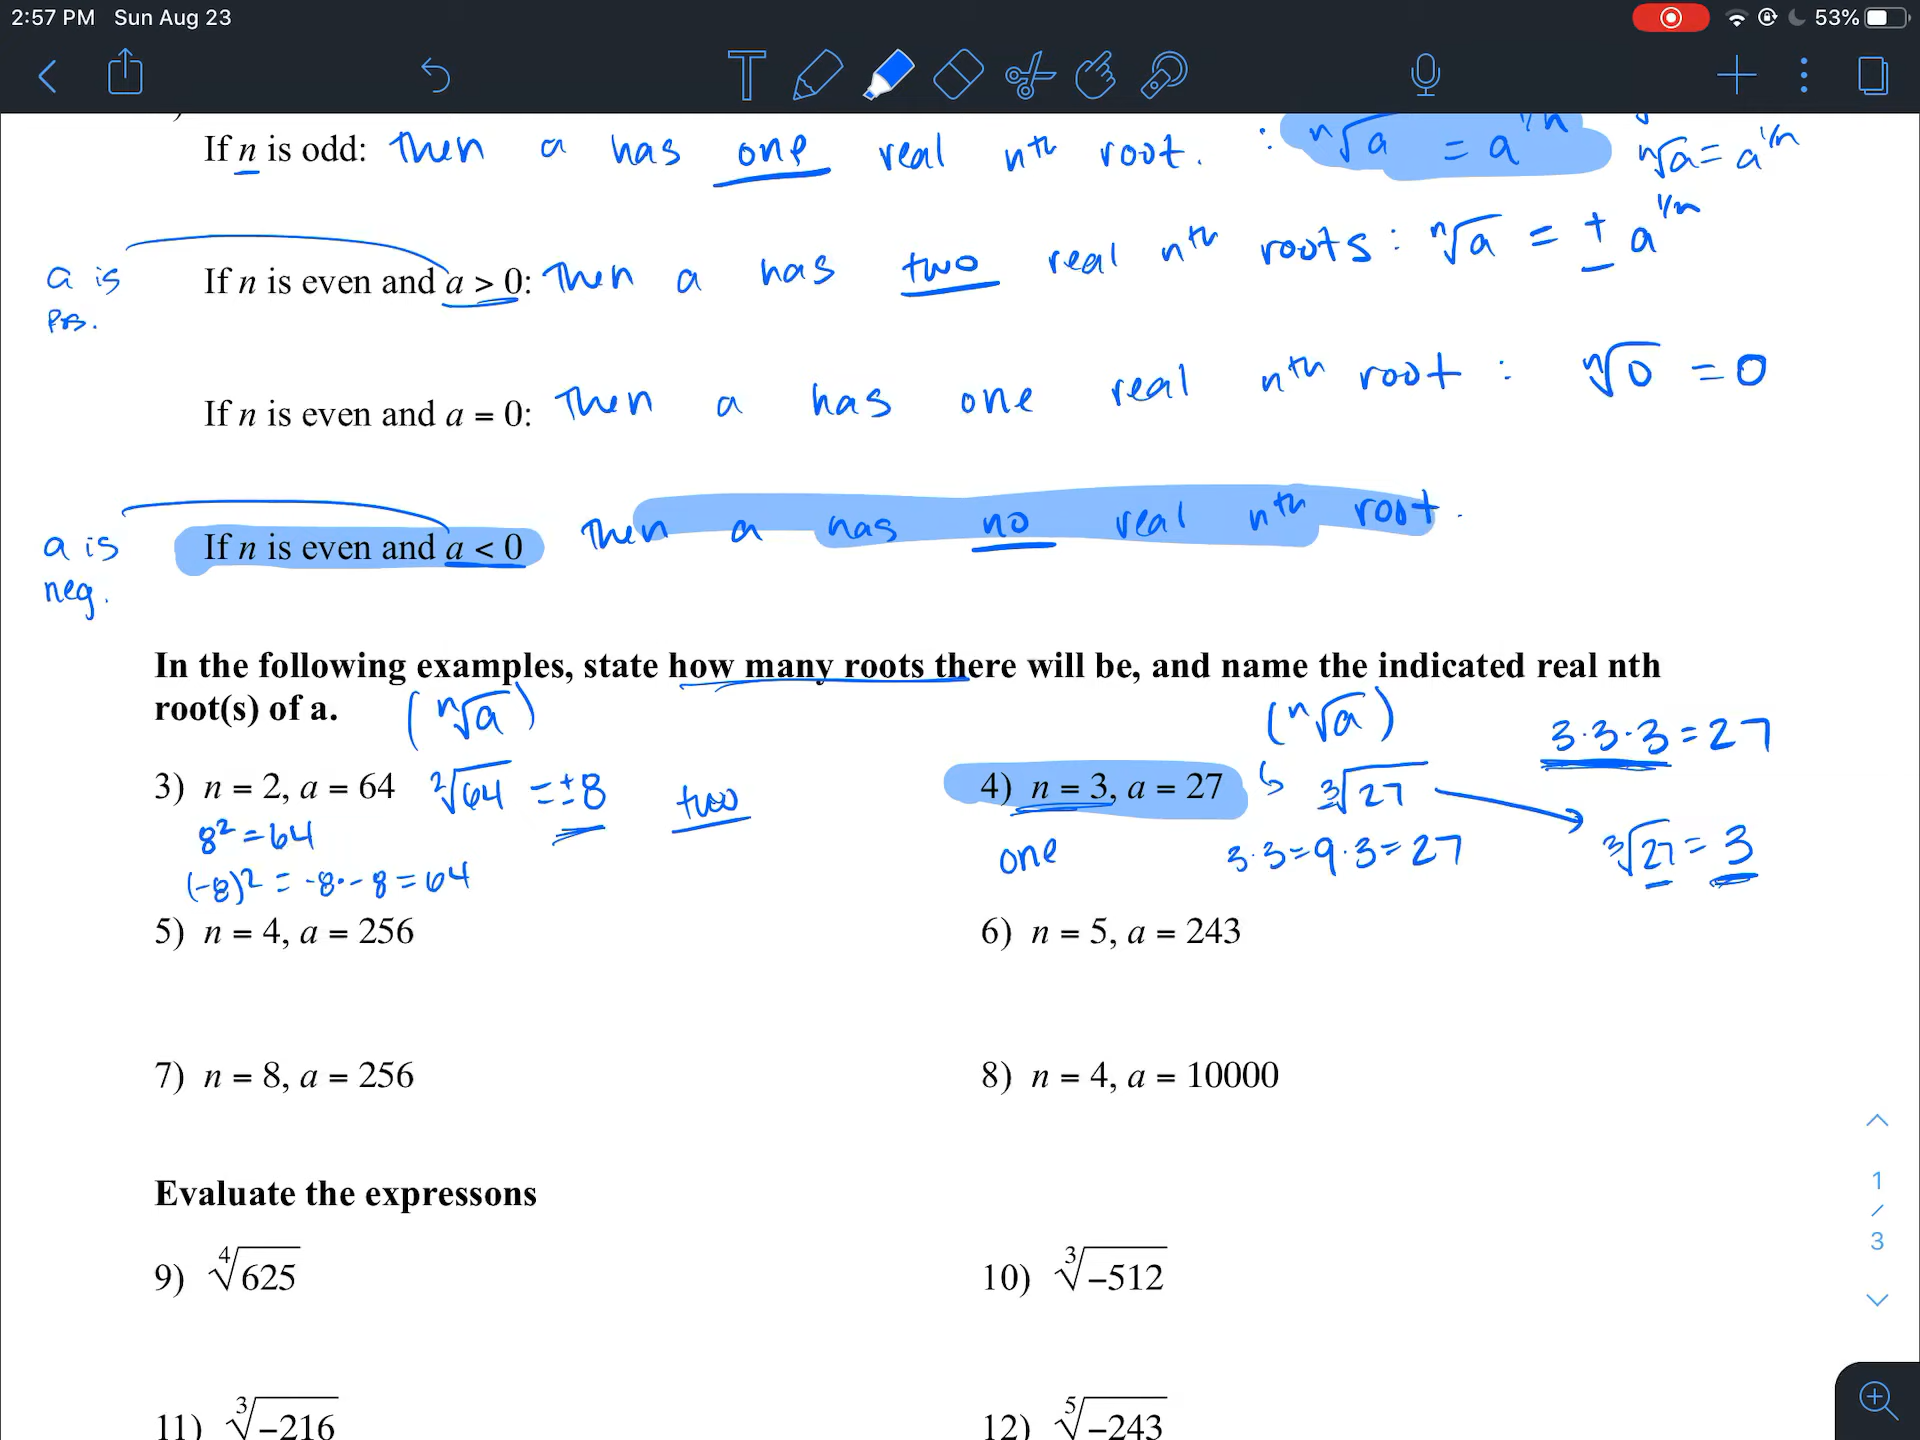 2:57 PM Sun Aug 23 53%
If n is odd: then a has one real nth root. : ⁿ√a = a^1/n ⁿ√a = a^1/n
a is pos.
If n is even and a > 0: Then a has two real nth roots: ⁿ√a = ± a^1/n
If n is even and a = 0: Then a has one real nth root : ⁿ√0 = 0
a is neg.
If n is even and a < 0 then a has no real nth root.
In the following examples, state how many roots there will be, and name the indicated real nth
root(s) of a. (ⁿ√a) (ⁿ√a) 3·3·3=27
3) n = 2, a = 64 ²√64 = ±8 two
8² = 64
(-8)² = -8·-8 = 64
4) n = 3, a = 27 ³√27
one 3·3=9·3=27 ³√27 = 3
5) n = 4, a = 256
6) n = 5, a = 243
7) n = 8, a = 256
8) n = 4, a = 10000
Evaluate the expressons
9) ⁴√625
10) ³√−512
11) ³√−216
12) ⁵√−243
1
/
3